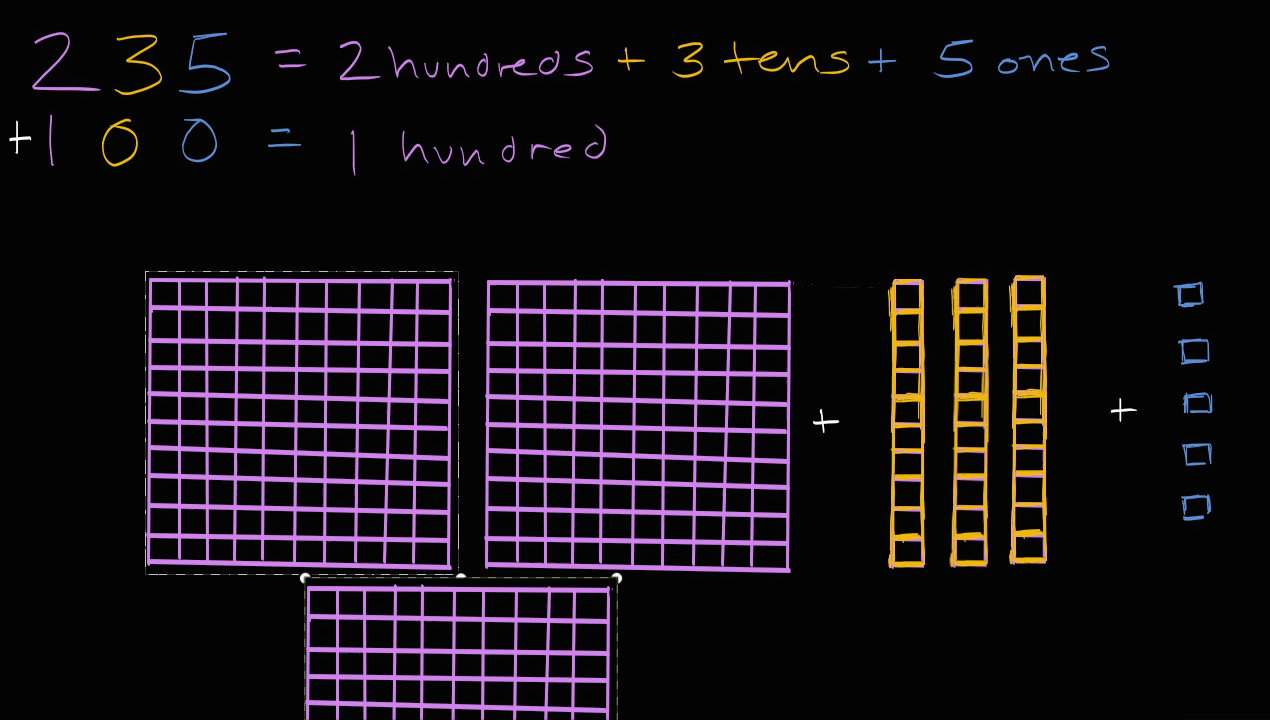 235 = 2 hundreds + 3 tens + 5 ones
+100 = 1 hundred
+ +